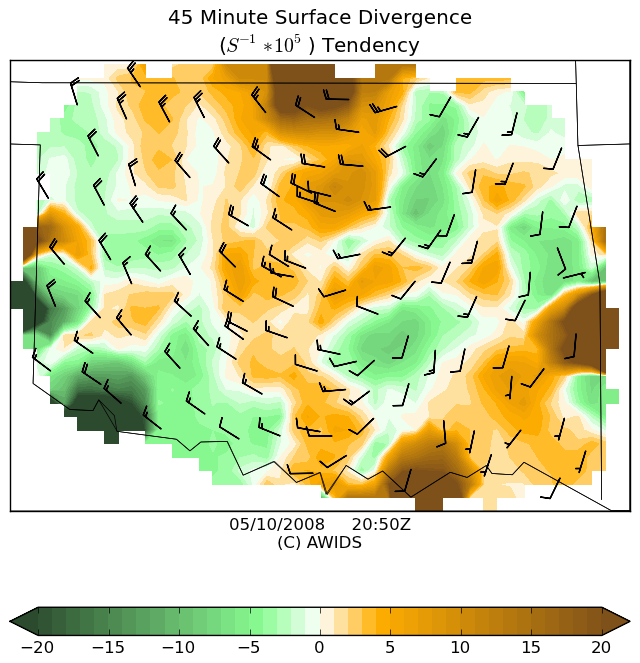 45 Minute Surface Divergence
(S⁻¹ *10⁵ ) Tendency
05/10/2008 20:50Z
(C) AWIDS
−20 −15 −10 −5 0 5 10 15 20